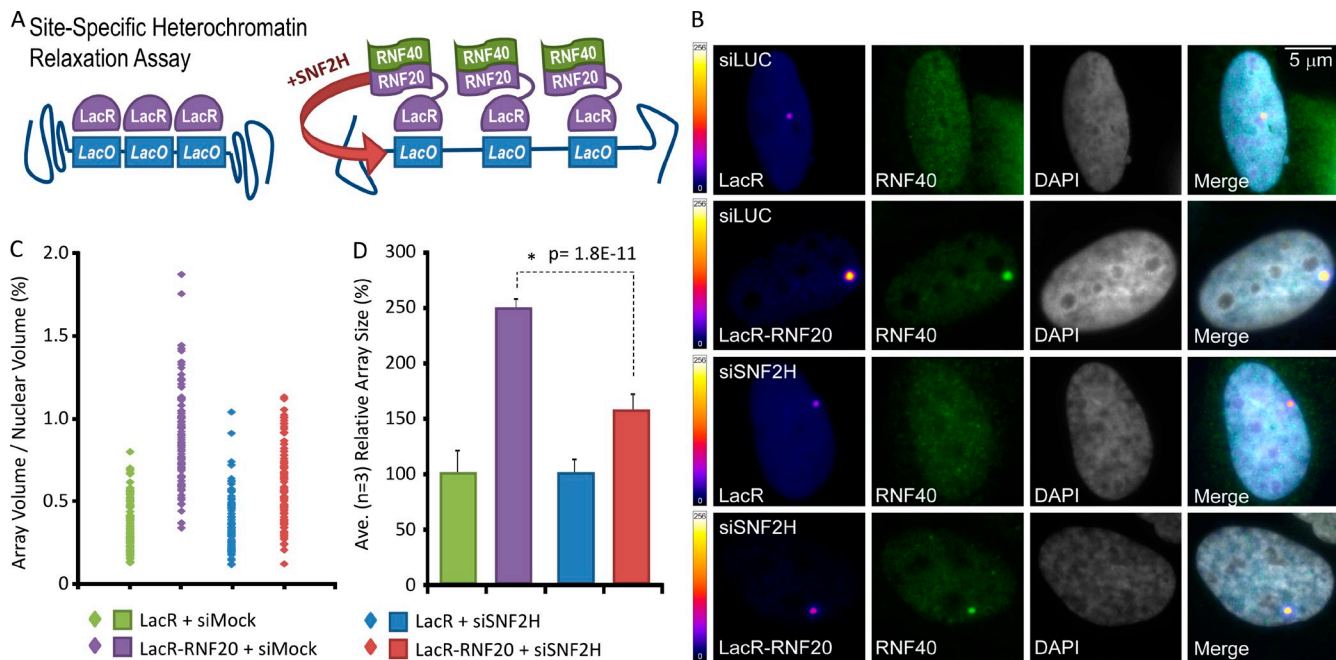 A
Site-Specific Heterochromatin
Relaxation Assay
LacR LacR LacR
LacO LacO LacO
+SNF2H
RNF40 RNF40 RNF40
RNF20 RNF20 RNF20
LacR LacR LacR
LacO LacO LacO
B
256 siLUC 5 μm
0 LacR RNF40 DAPI Merge
256 siLUC
0 LacR-RNF20 RNF40 DAPI Merge
256 siSNF2H
0 LacR RNF40 DAPI Merge
256 siSNF2H
0 LacR-RNF20 RNF40 DAPI Merge
C
Array Volume / Nuclear Volume (%)
2.0
1.5
1.0
0.5
0
D
Ave. (n=3) Relative Array Size (%)
300
250
200
150
100
50
0
* p= 1.8E-11
LacR + siMock
LacR-RNF20 + siMock
LacR + siSNF2H
LacR-RNF20 + siSNF2H